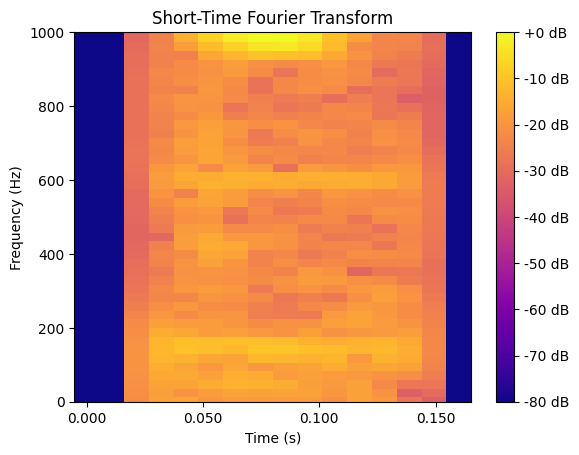 Short-Time Fourier Transform
Frequency (Hz)
1000
800
600
400
200
0
0.000
0.050
0.100
0.150
Time (s)
+0 dB
-10 dB
-20 dB
-30 dB
-40 dB
-50 dB
-60 dB
-70 dB
-80 dB